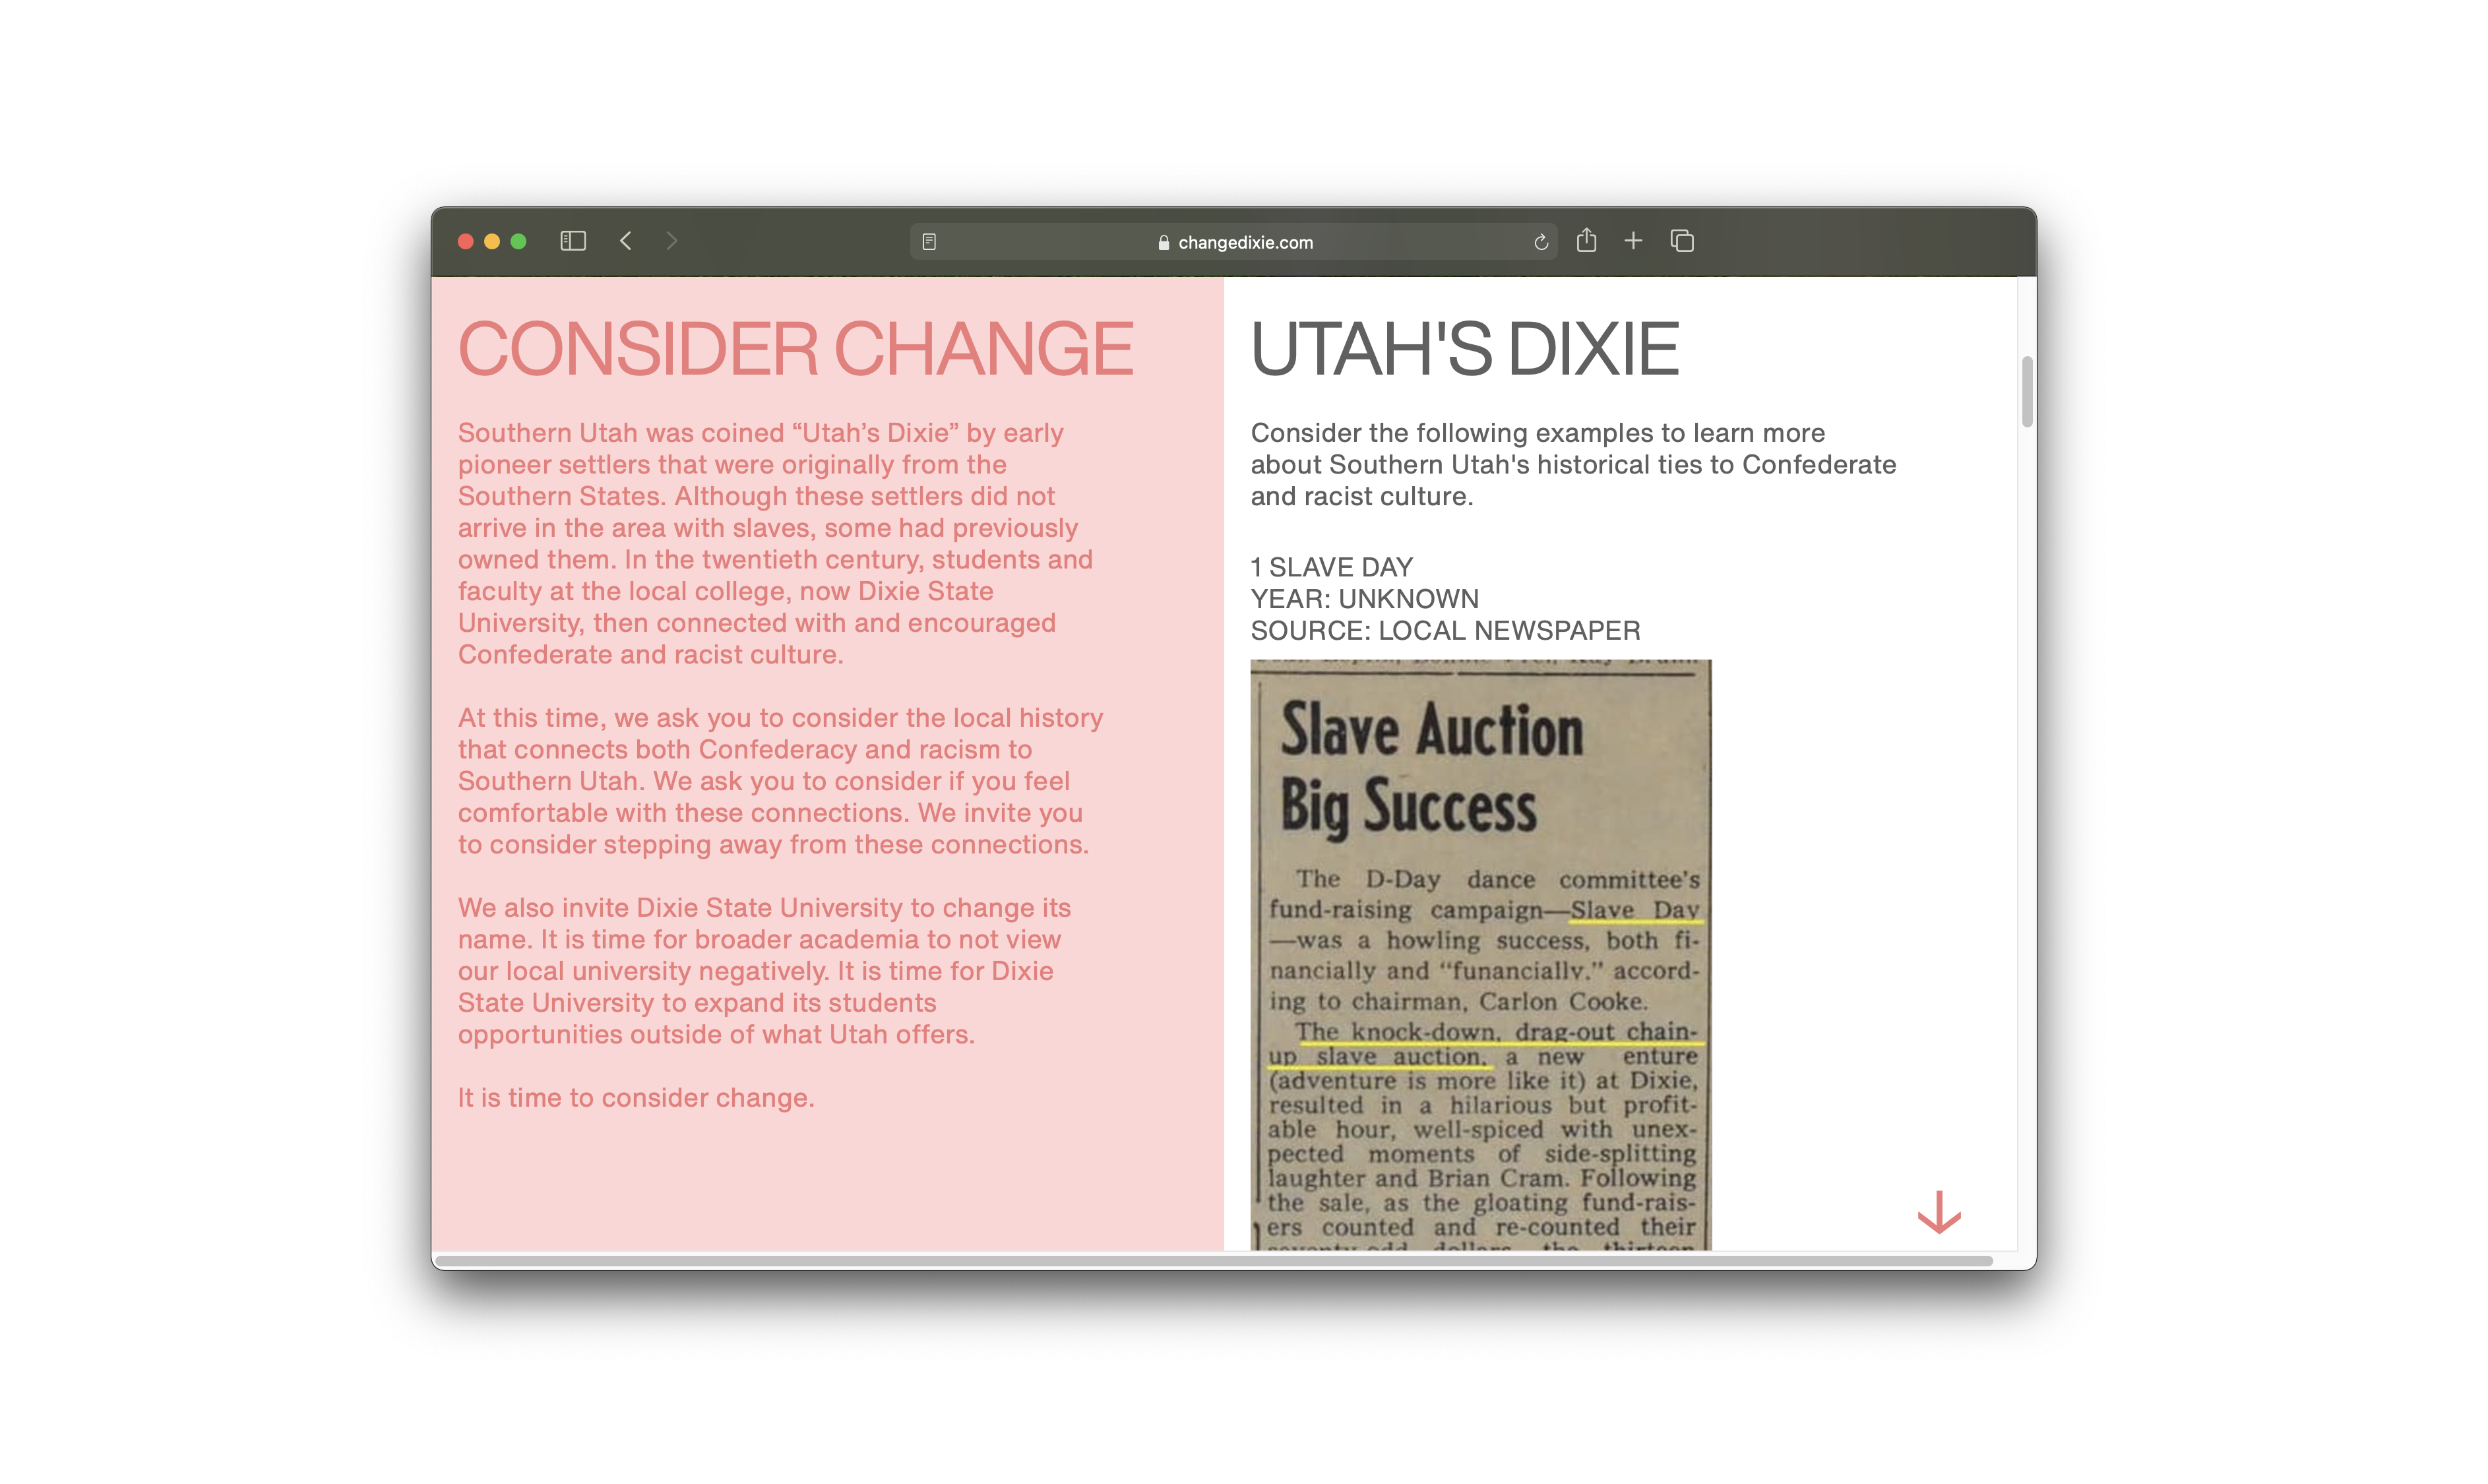 changedixie.com
CONSIDER CHANGE
Southern Utah was coined “Utah’s Dixie” by early
pioneer settlers that were originally from the
Southern States. Although these settlers did not
arrive in the area with slaves, some had previously
owned them. In the twentieth century, students and
faculty at the local college, now Dixie State
University, then connected with and encouraged
Confederate and racist culture.
At this time, we ask you to consider the local history
that connects both Confederacy and racism to
Southern Utah. We ask you to consider if you feel
comfortable with these connections. We invite you
to consider stepping away from these connections.
We also invite Dixie State University to change its
name. It is time for broader academia to not view
our local university negatively. It is time for Dixie
State University to expand its students
opportunities outside of what Utah offers.
It is time to consider change.
UTAH'S DIXIE
Consider the following examples to learn more
about Southern Utah's historical ties to Confederate
and racist culture.
1 SLAVE DAY
YEAR: UNKNOWN
SOURCE: LOCAL NEWSPAPER
Slave Auction
Big Success
The D-Day dance committee's
fund-raising campaign—Slave Day
—was a howling success, both fi-
nancially and “funancially.” accord-
ing to chairman, Carlon Cooke.
The knock-down, drag-out chain-
up slave auction, a new enture
(adventure is more like it) at Dixie,
resulted in a hilarious but profit-
able hour, well-spiced with unex-
pected moments of side-splitting
laughter and Brian Cram. Following
the sale, as the gloating fund-rais-
ers counted and re-counted their